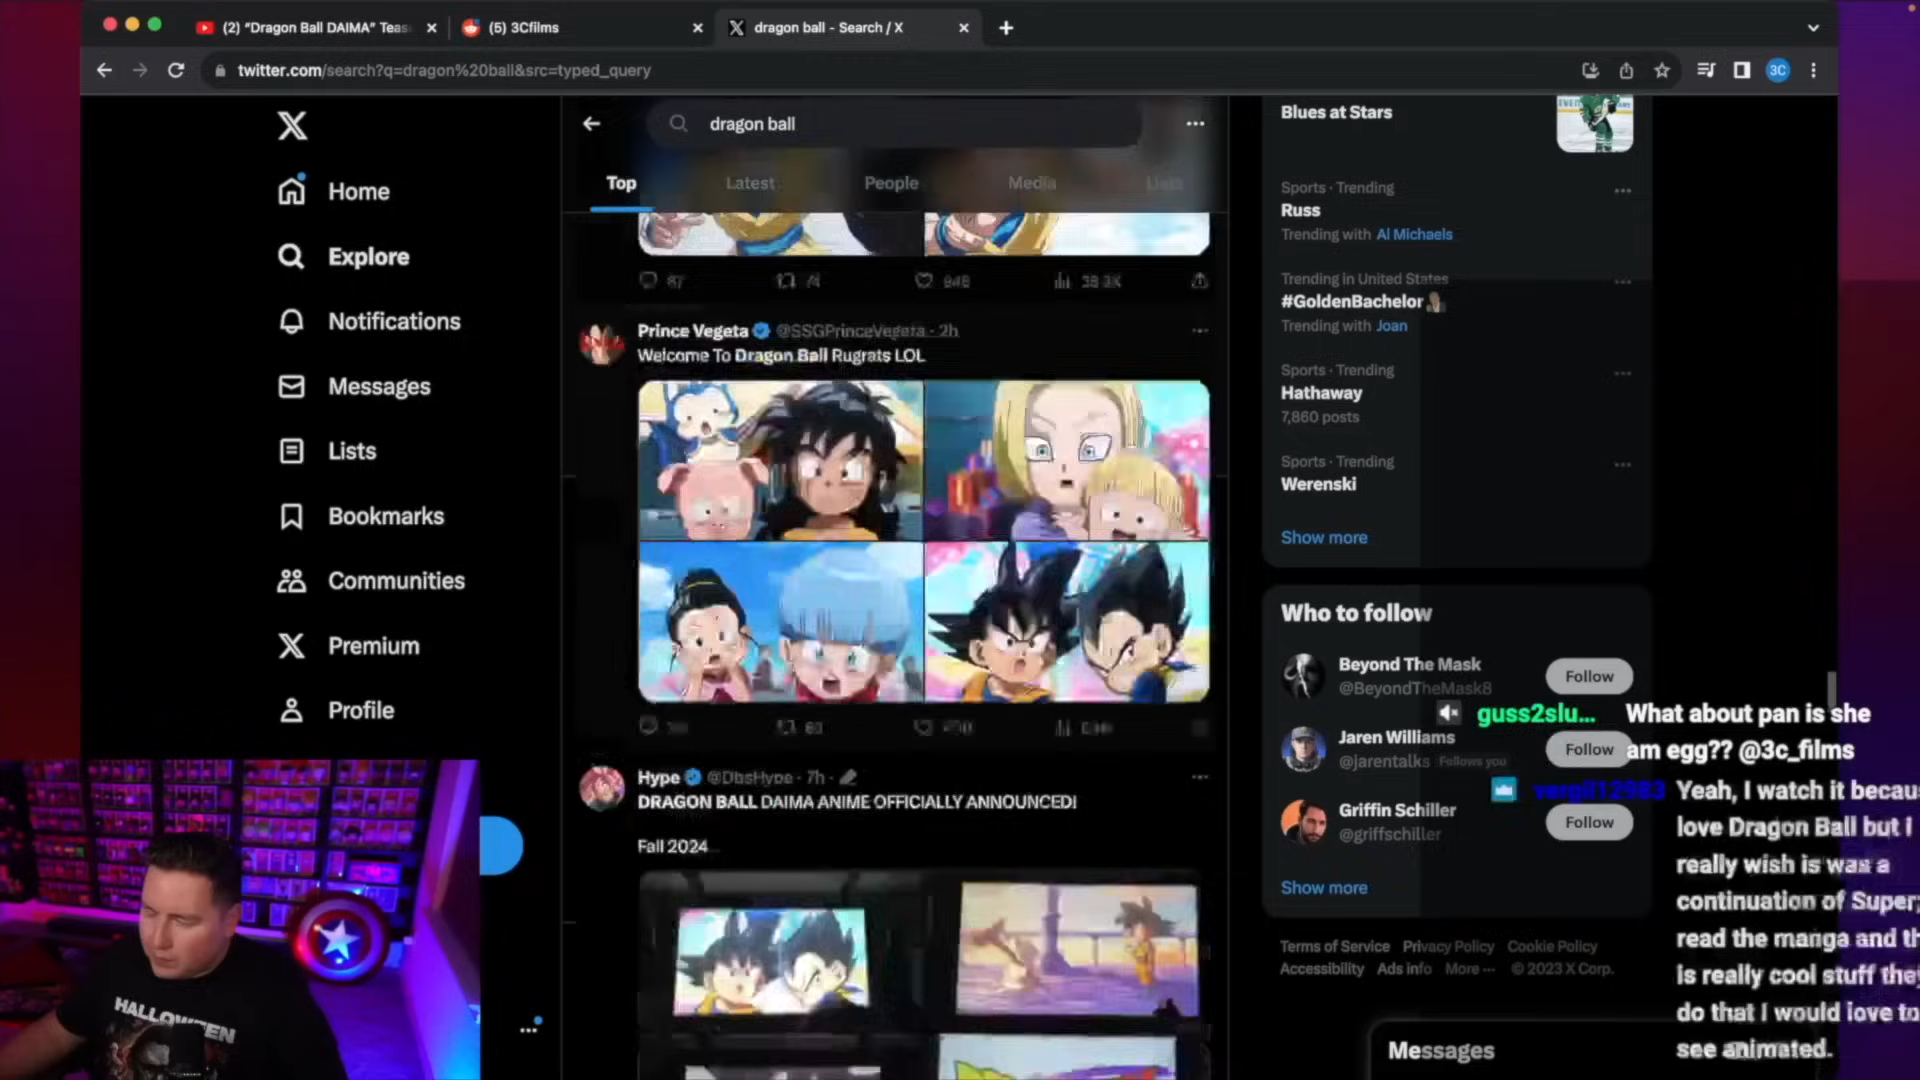 (2) "Dragon Ball DAIMA" Teas
(5) 3Cfilms
dragon ball - Search / X
twitter.com/search?q=dragon%20ball&src=typed_query
3C
Home
Explore
Notifications
Messages
Lists
Bookmarks
Communities
Premium
Profile
dragon ball
Top
Latest
People
Media
Lists
87
74
948
Prince Vegeta @SSGPrinceVegeta · 2h
Welcome To Dragon Ball Rugrats LOL
60
Hype @DbsHype · 7h ·
DRAGON BALL DAIMA ANIME OFFICIALLY ANNOUNCED!
Fall 2024
Blues at Stars
Sports · Trending
Russ
Trending with Al Michaels
Trending in United States
#GoldenBachelor
Trending with Joan
Sports · Trending
Hathaway
7,860 posts
Sports · Trending
Werenski
Show more
Who to follow
Beyond The Mask
@BeyondTheMask8
Follow
Jaren Williams
@jarentalks Follows you
Follow
Griffin Schiller
@griffschiller
Follow
Show more
Terms of Service Privacy Policy Cookie Policy
Accessibility Ads info More ··· © 2023 X Corp.
Messages
guss2slu... What about pan is she
am egg?? @3c_films
vergil12983 Yeah, I watch it becau
love Dragon Ball but i
really wish is was a
continuation of Super,
read the manga and th
is really cool stuff they
do that I would love to
see animated.
HALLOWEEN